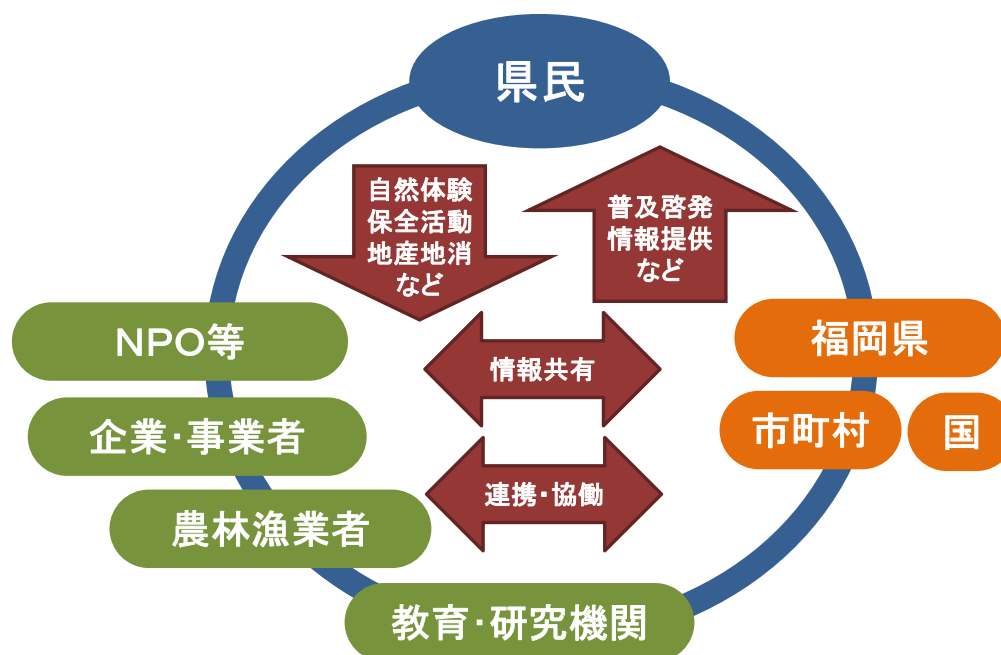 県民
自然体験
保全活動
地産地消
など
普及啓発
情報提供
など
NPO等
福岡県
情報共有
企業・事業者
市町村
国
連携・協働
農林漁業者
教育・研究機関